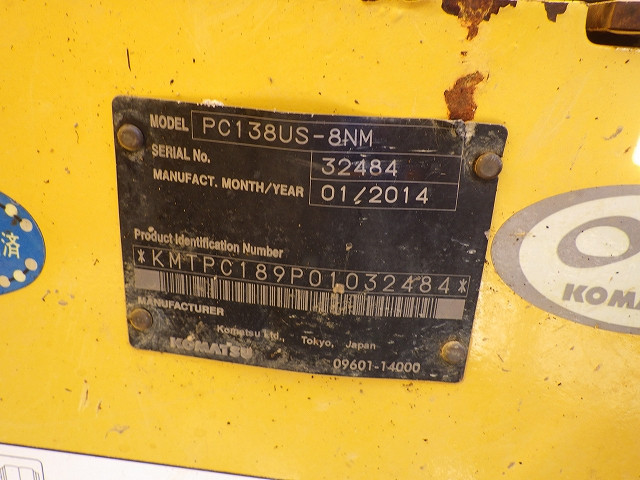 MODEL PC138US-8NM
SERIAL No. 32484
MANUFACT. MONTH/YEAR 01/2014
Product Identification Number
*KMTPC189P01032484*
MANUFACTURER
Komatsu Ltd., Tokyo, Japan
KOMATSU
09601-14000
済
KOM